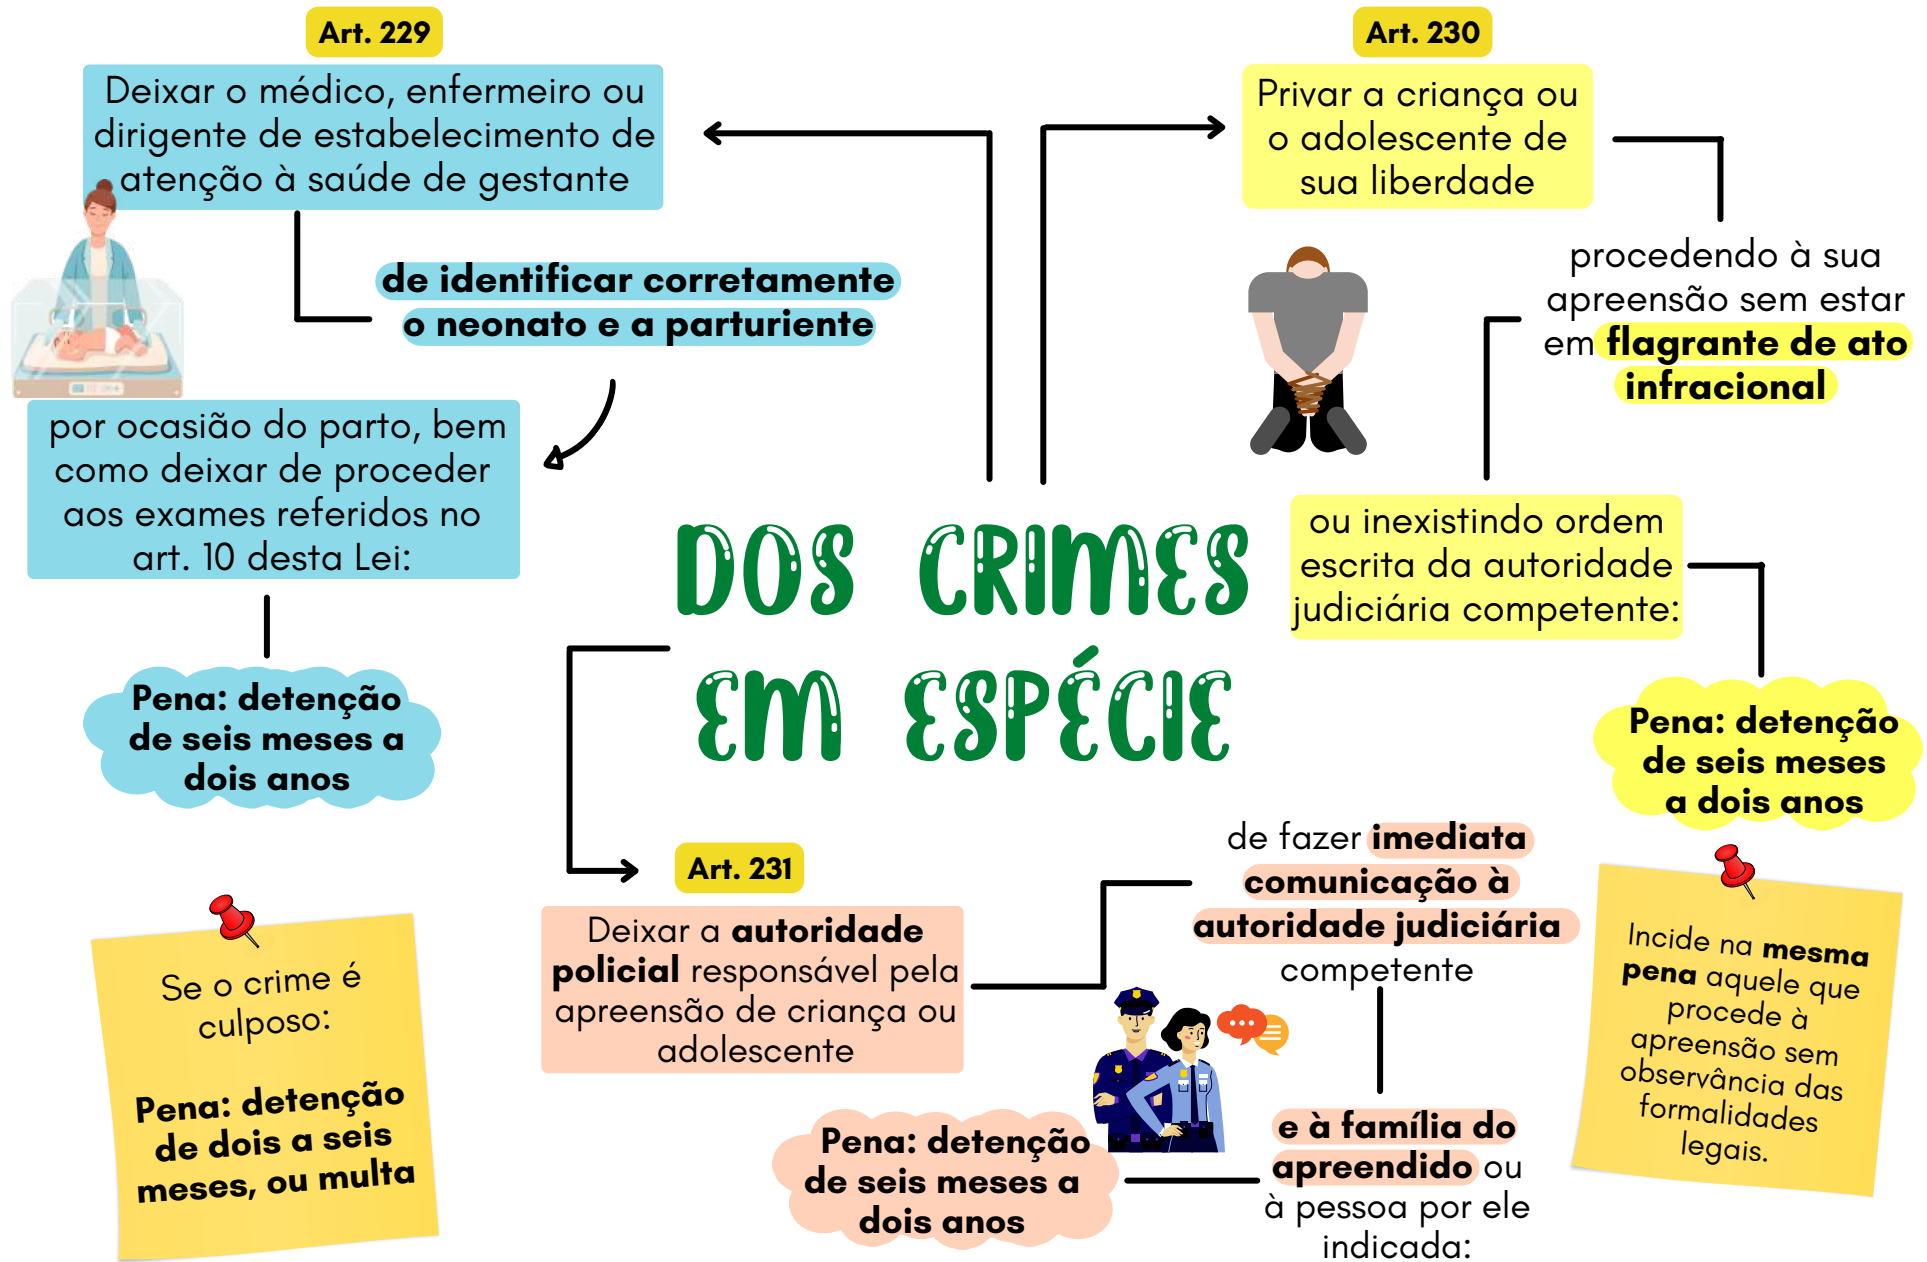 Art. 229
Deixar o médico, enfermeiro ou
dirigente de estabelecimento de
atenção à saúde de gestante
de identificar corretamente
o neonato e a parturiente
por ocasião do parto, bem
como deixar de proceder
aos exames referidos no
art. 10 desta Lei:
Pena: detenção
de seis meses a
dois anos
Se o crime é
culposo:
Pena: detenção
de dois a seis
meses, ou multa
DOS CRIMES
EM ESPÉCIE
Art. 230
Privar a criança ou
o adolescente de
sua liberdade
procedendo à sua
apreensão sem estar
em flagrante de ato
infracional
ou inexistindo ordem
escrita da autoridade
judiciária competente:
Pena: detenção
de seis meses
a dois anos
Incide na mesma
pena aquele que
procede à
apreensão sem
observância das
formalidades
legais.
Art. 231
Deixar a autoridade
policial responsável pela
apreensão de criança ou
adolescente
de fazer imediata
comunicação à
autoridade judiciária
competente
e à família do
apreendido ou
à pessoa por ele
indicada:
Pena: detenção
de seis meses a
dois anos